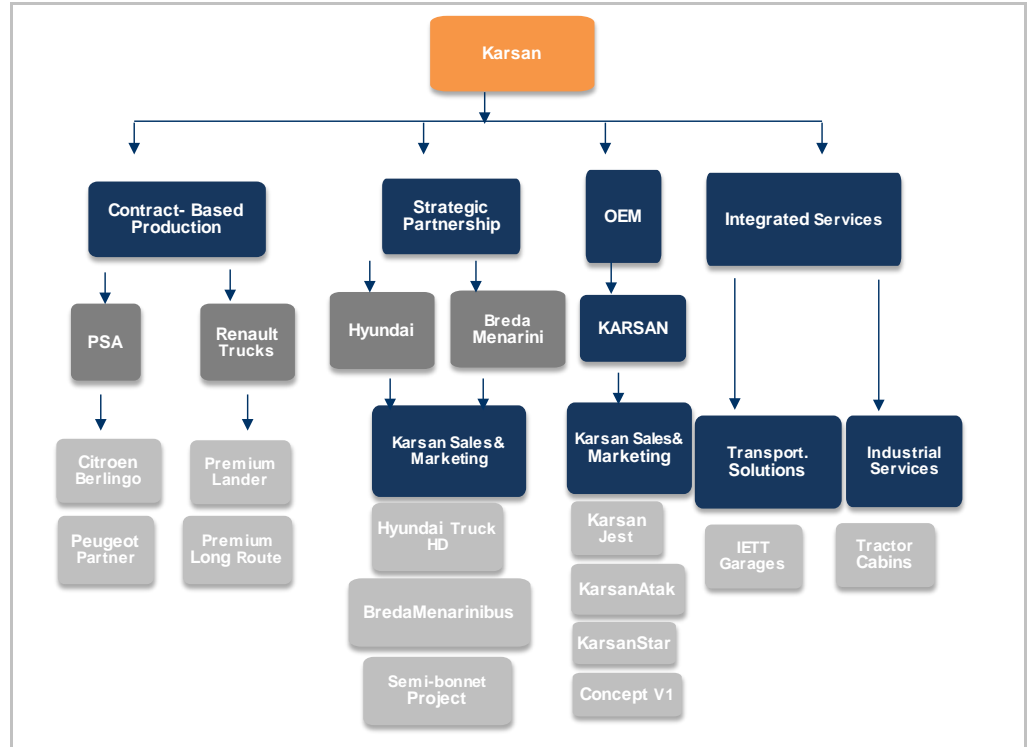 Karsan
Contract- Based
Production
Strategic
Partnership
OEM
Integrated Services
PSA
Renault
Trucks
Hyundai
Breda
Menarini
KARSAN
Citroen
Berlingo
Premium
Lander
Karsan Sales&
Marketing
Karsan Sales&
Marketing
Transport.
Solutions
Industrial
Services
Peugeot
Partner
Premium
Long Route
Hyundai Truck
HD
Karsan
Jest
IETT
Garages
Tractor
Cabins
BredaMenarinibus
KarsanAtak
KarsanStar
Semi-bonnet
Project
Concept V1